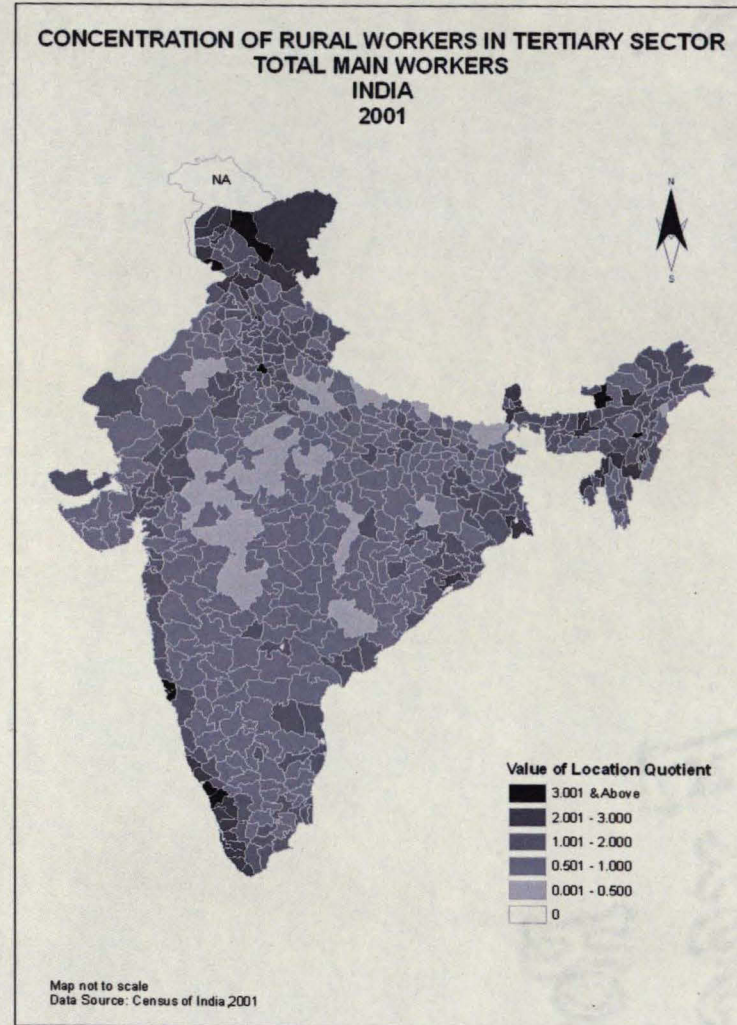 CONCENTRATION OF RURAL WORKERS IN TERTIARY SECTOR
TOTAL MAIN WORKERS
INDIA
2001
NA
N
S
Value of Location Quotient
3.001 & Above
2.001 - 3.000
1.001 - 2.000
0.501 - 1.000
0.001 - 0.500
0
Map not to scale
Data Source: Census of India,2001